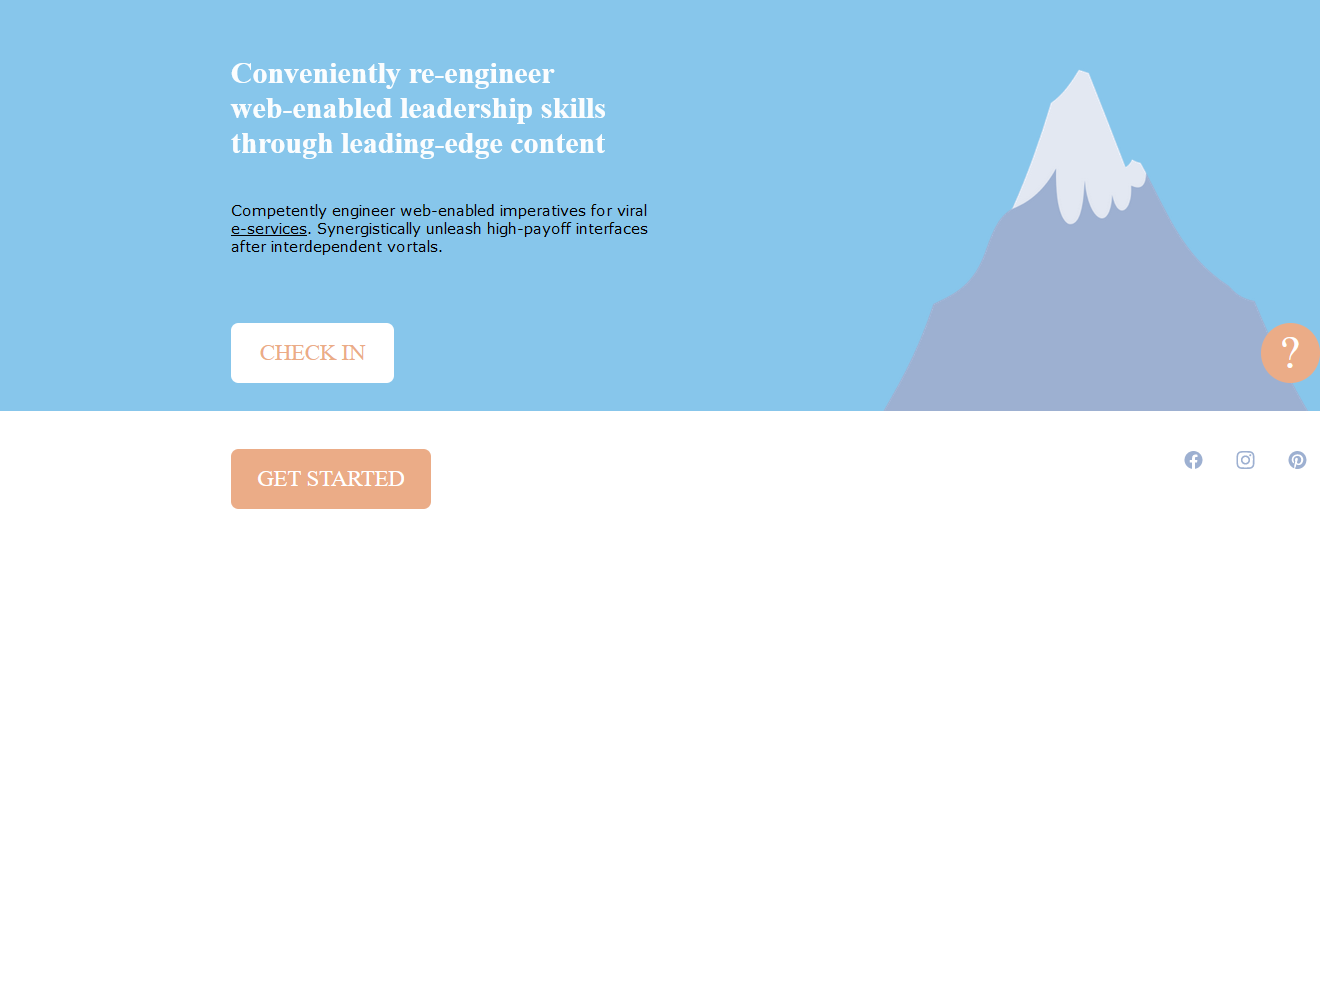 Conveniently re-engineer
web-enabled leadership skills
through leading-edge content
Competently engineer web-enabled imperatives for viral
e-services. Synergistically unleash high-payoff interfaces
after interdependent vortals.
CHECK IN
?
GET STARTED